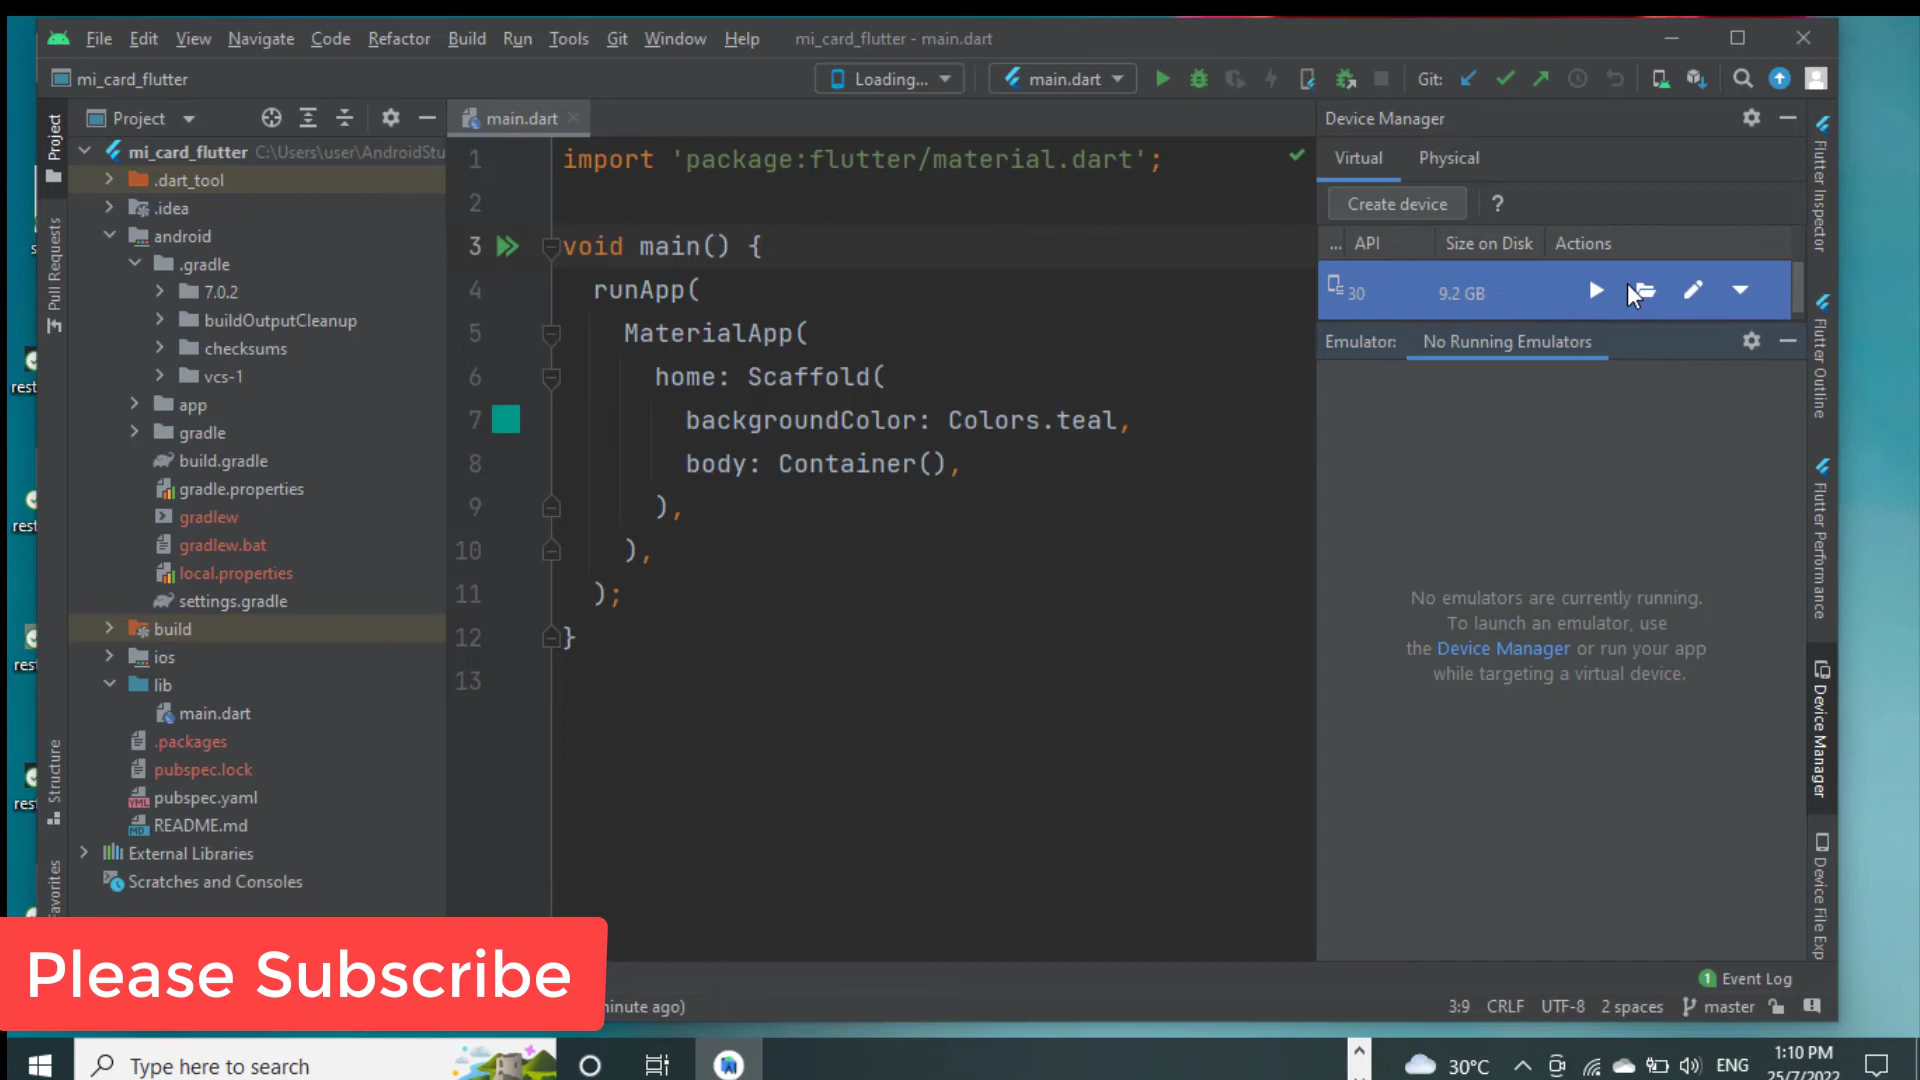 File Edit View Navigate Code Refactor Build Run Tools Git Window Help mi_card_flutter - main.dart
mi_card_flutter Loading... main.dart Git:
Project main.dart Device Manager
mi_card_flutter C:\Users\user\AndroidStu
.dart_tool
.idea
android
.gradle
7.0.2
buildOutputCleanup
checksums
vcs-1
app
gradle
build.gradle
gradle.properties
gradlew
gradlew.bat
local.properties
settings.gradle
build
ios
lib
main.dart
.packages
pubspec.lock
pubspec.yaml
README.md
External Libraries
Scratches and Consoles
Project
Pull Requests
Structure
Favorites
1 import 'package:flutter/material.dart';
2
3 void main() {
4 runApp(
5 MaterialApp(
6 home: Scaffold(
7 backgroundColor: Colors.teal,
8 body: Container(),
9 ),
10 ),
11 );
12 }
13
Virtual Physical
Create device ?
... API Size on Disk Actions
30 9.2 GB
Emulator: No Running Emulators
No emulators are currently running.
To launch an emulator, use
the Device Manager or run your app
while targeting a virtual device.
Flutter Inspector
Flutter Outline
Flutter Performance
Device Manager
Device File Exp
rest
rest
rest
rest
Please Subscribe
1 Event Log
inute ago) 3:9 CRLF UTF-8 2 spaces master
Type here to search 30°C ENG 1:10 PM
25/7/2022